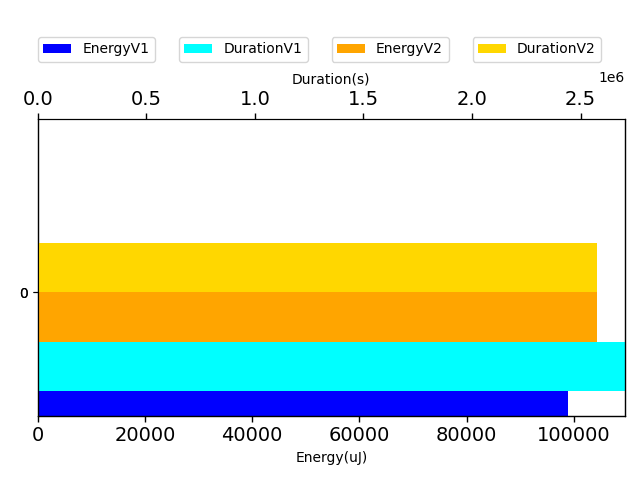 EnergyV1 DurationV1 EnergyV2 DurationV2
Duration(s)
1e6
0.0 0.5 1.0 1.5 2.0 2.5
0
0 20000 40000 60000 80000 100000
Energy(uJ)